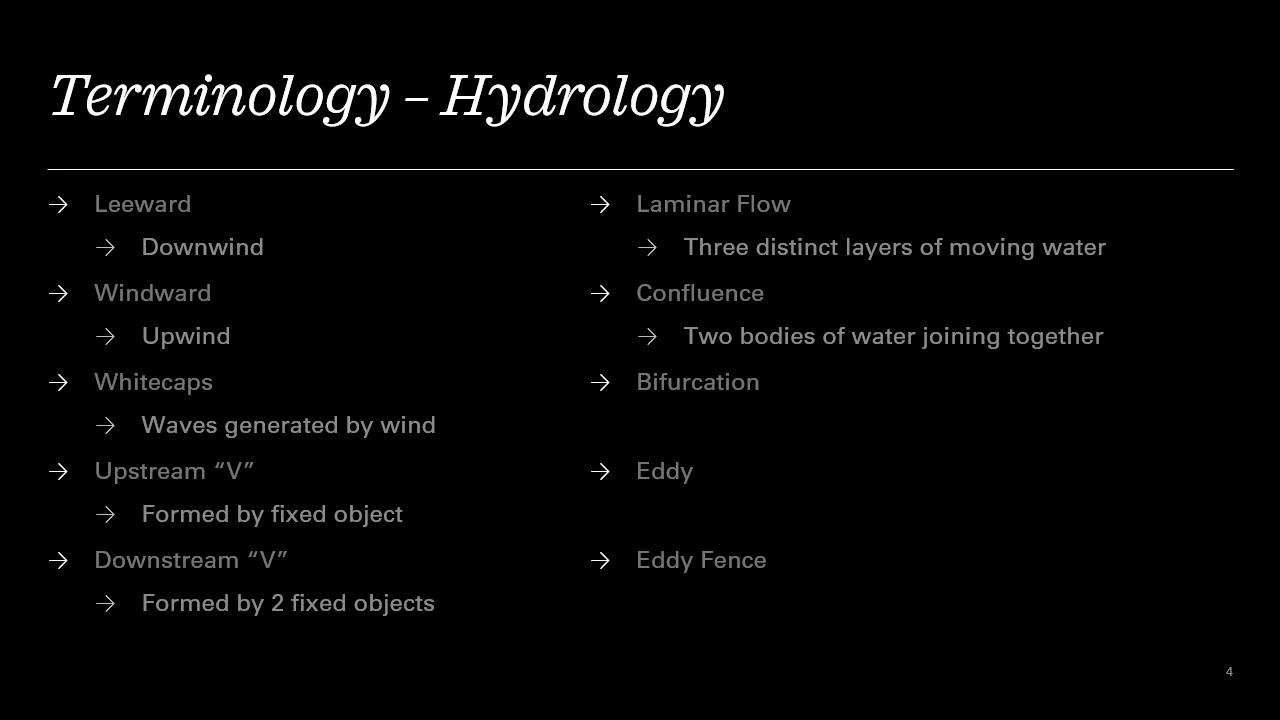 Terminology – Hydrology
→ Leeward
→ Downwind
→ Windward
→ Upwind
→ Whitecaps
→ Waves generated by wind
→ Upstream “V”
→ Formed by fixed object
→ Downstream “V”
→ Formed by 2 fixed objects
→ Laminar Flow
→ Three distinct layers of moving water
→ Confluence
→ Two bodies of water joining together
→ Bifurcation
→ Eddy
→ Eddy Fence
4